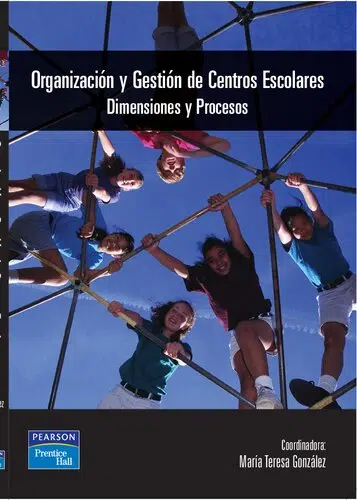 Organización y Gestión de Centros Escolares
Dimensiones y Procesos
PEARSON
Prentice
Hall
Coordinadora:
María Teresa González